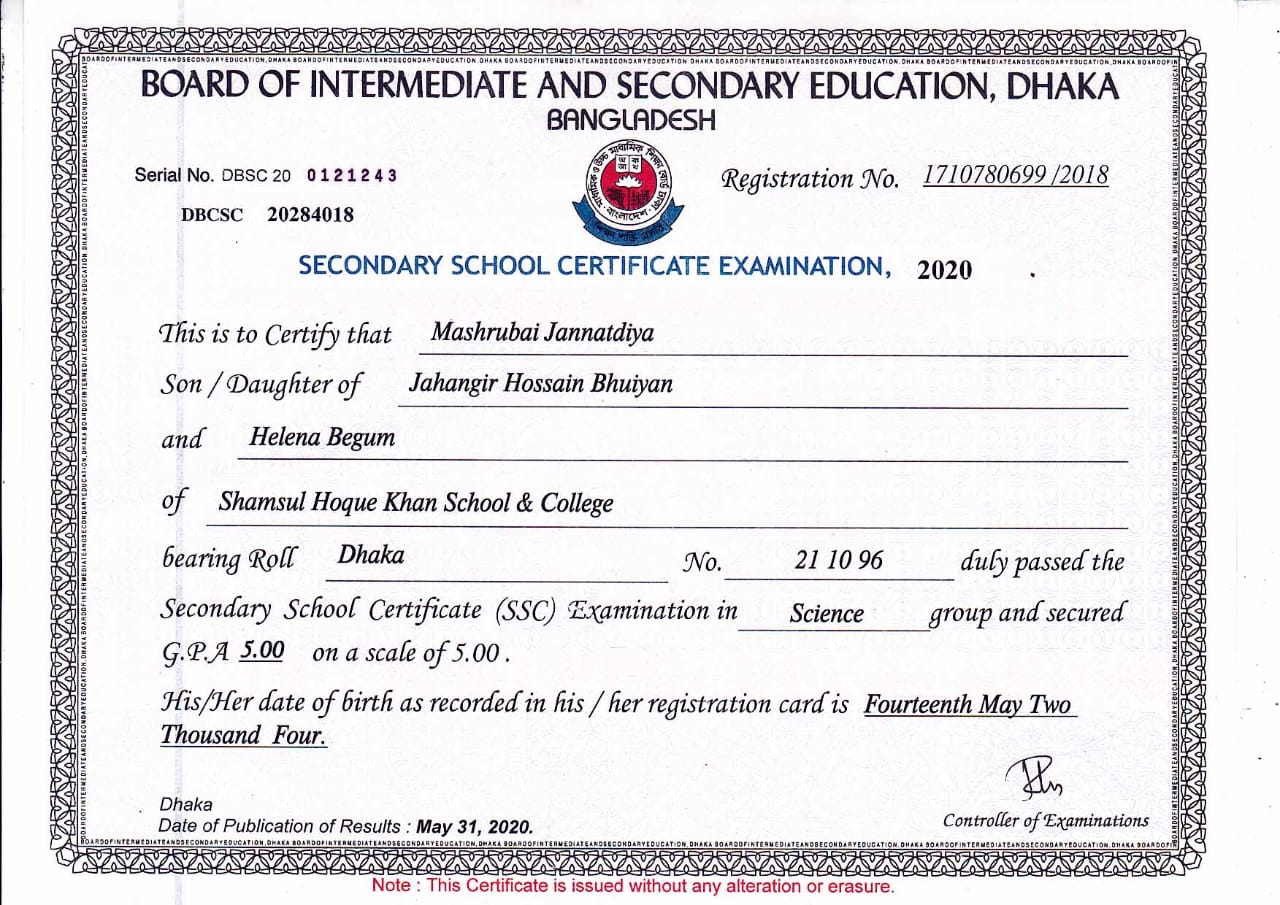 BOARD OF INTERMEDIATE AND SECONDARY EDUCATION, DHAKA
BANGLADESH
Serial No. DBSC 20 0121243
Registration No. 1710780699 /2018
DBCSC 20284018
SECONDARY SCHOOL CERTIFICATE EXAMINATION, 2020
This is to Certify that Mashrubai Jannatdiya
Son / Daughter of Jahangir Hossain Bhuiyan
and Helena Begum
of Shamsul Hoque Khan School & College
bearing Roll Dhaka No. 21 10 96 duly passed the
Secondary School Certificate (SSC) Examination in Science group and secured
G.P.A 5.00 on a scale of 5.00 .
His/Her date of birth as recorded in his / her registration card is Fourteenth May Two
Thousand Four.
Dhaka
Date of Publication of Results : May 31, 2020.
Controller of Examinations
Note : This Certificate is issued without any alteration or erasure.